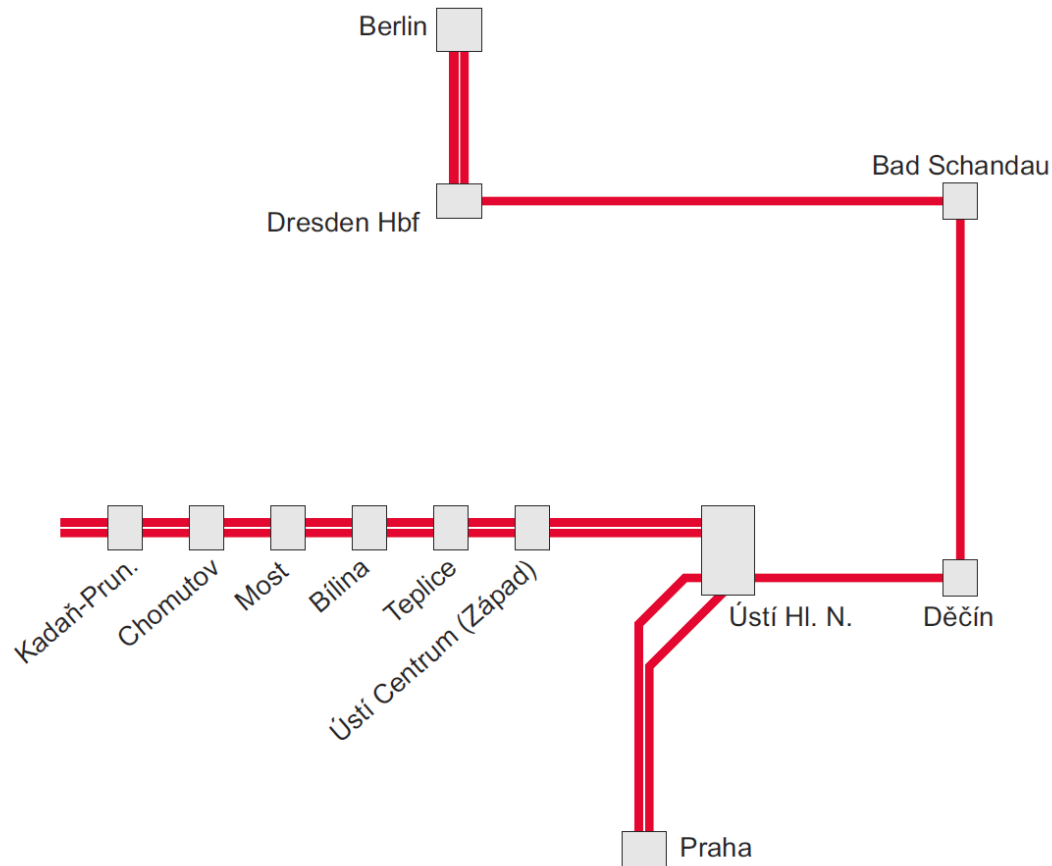 Berlin
Bad Schandau
Dresden Hbf
Kadaň-Prun.
Chomutov
Most
Bílina
Teplice
Ústí Centrum (Západ)
Ústí Hl. N.
Děčín
Praha